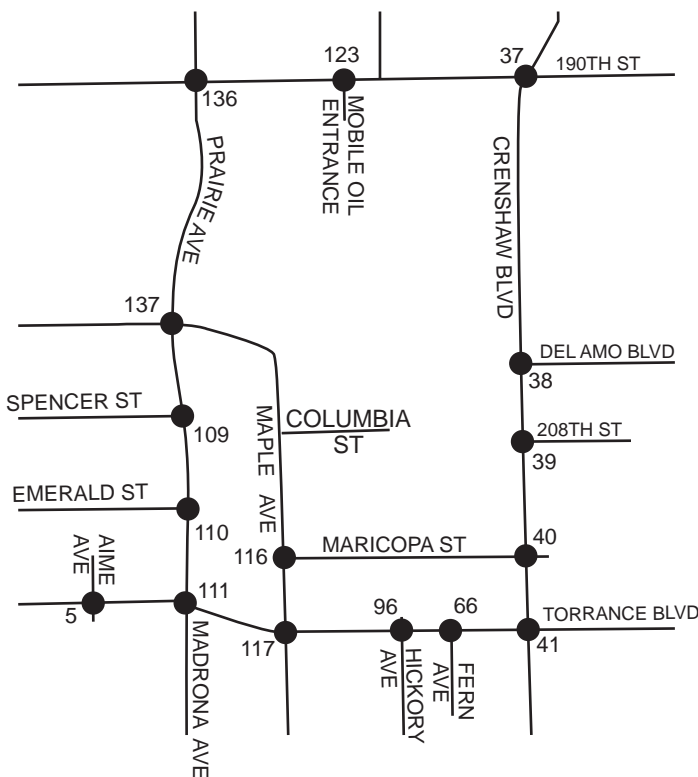 123
37
190TH ST
136
MOBILE OIL
ENTRANCE
PRAIRIE AVE
CRENSHAW BLVD
137
DEL AMO BLVD
38
SPENCER ST
109
MAPLE AVE
COLUMBIA
ST
208TH ST
39
EMERALD ST
110
AIME
AVE
116
MARICOPA ST
40
5
111
117
96
66
TORRANCE BLVD
41
MADRONA AVE
HICKORY
AVE
FERN
AVE